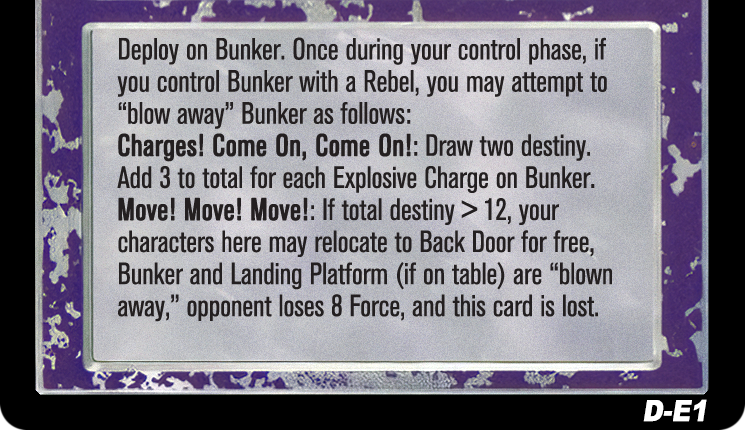 Deploy on Bunker. Once during your control phase, if
you control Bunker with a Rebel, you may attempt to
“blow away” Bunker as follows:
Charges! Come On, Come On!: Draw two destiny.
Add 3 to total for each Explosive Charge on Bunker.
Move! Move! Move!: If total destiny > 12, your
characters here may relocate to Back Door for free,
Bunker and Landing Platform (if on table) are “blown
away,” opponent loses 8 Force, and this card is lost.
D-E1